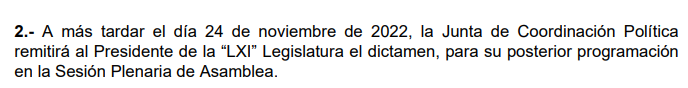 2.- A más tardar el día 24 de noviembre de 2022, la Junta de Coordinación Política
remitirá al Presidente de la “LXI” Legislatura el dictamen, para su posterior programación
en la Sesión Plenaria de Asamblea.